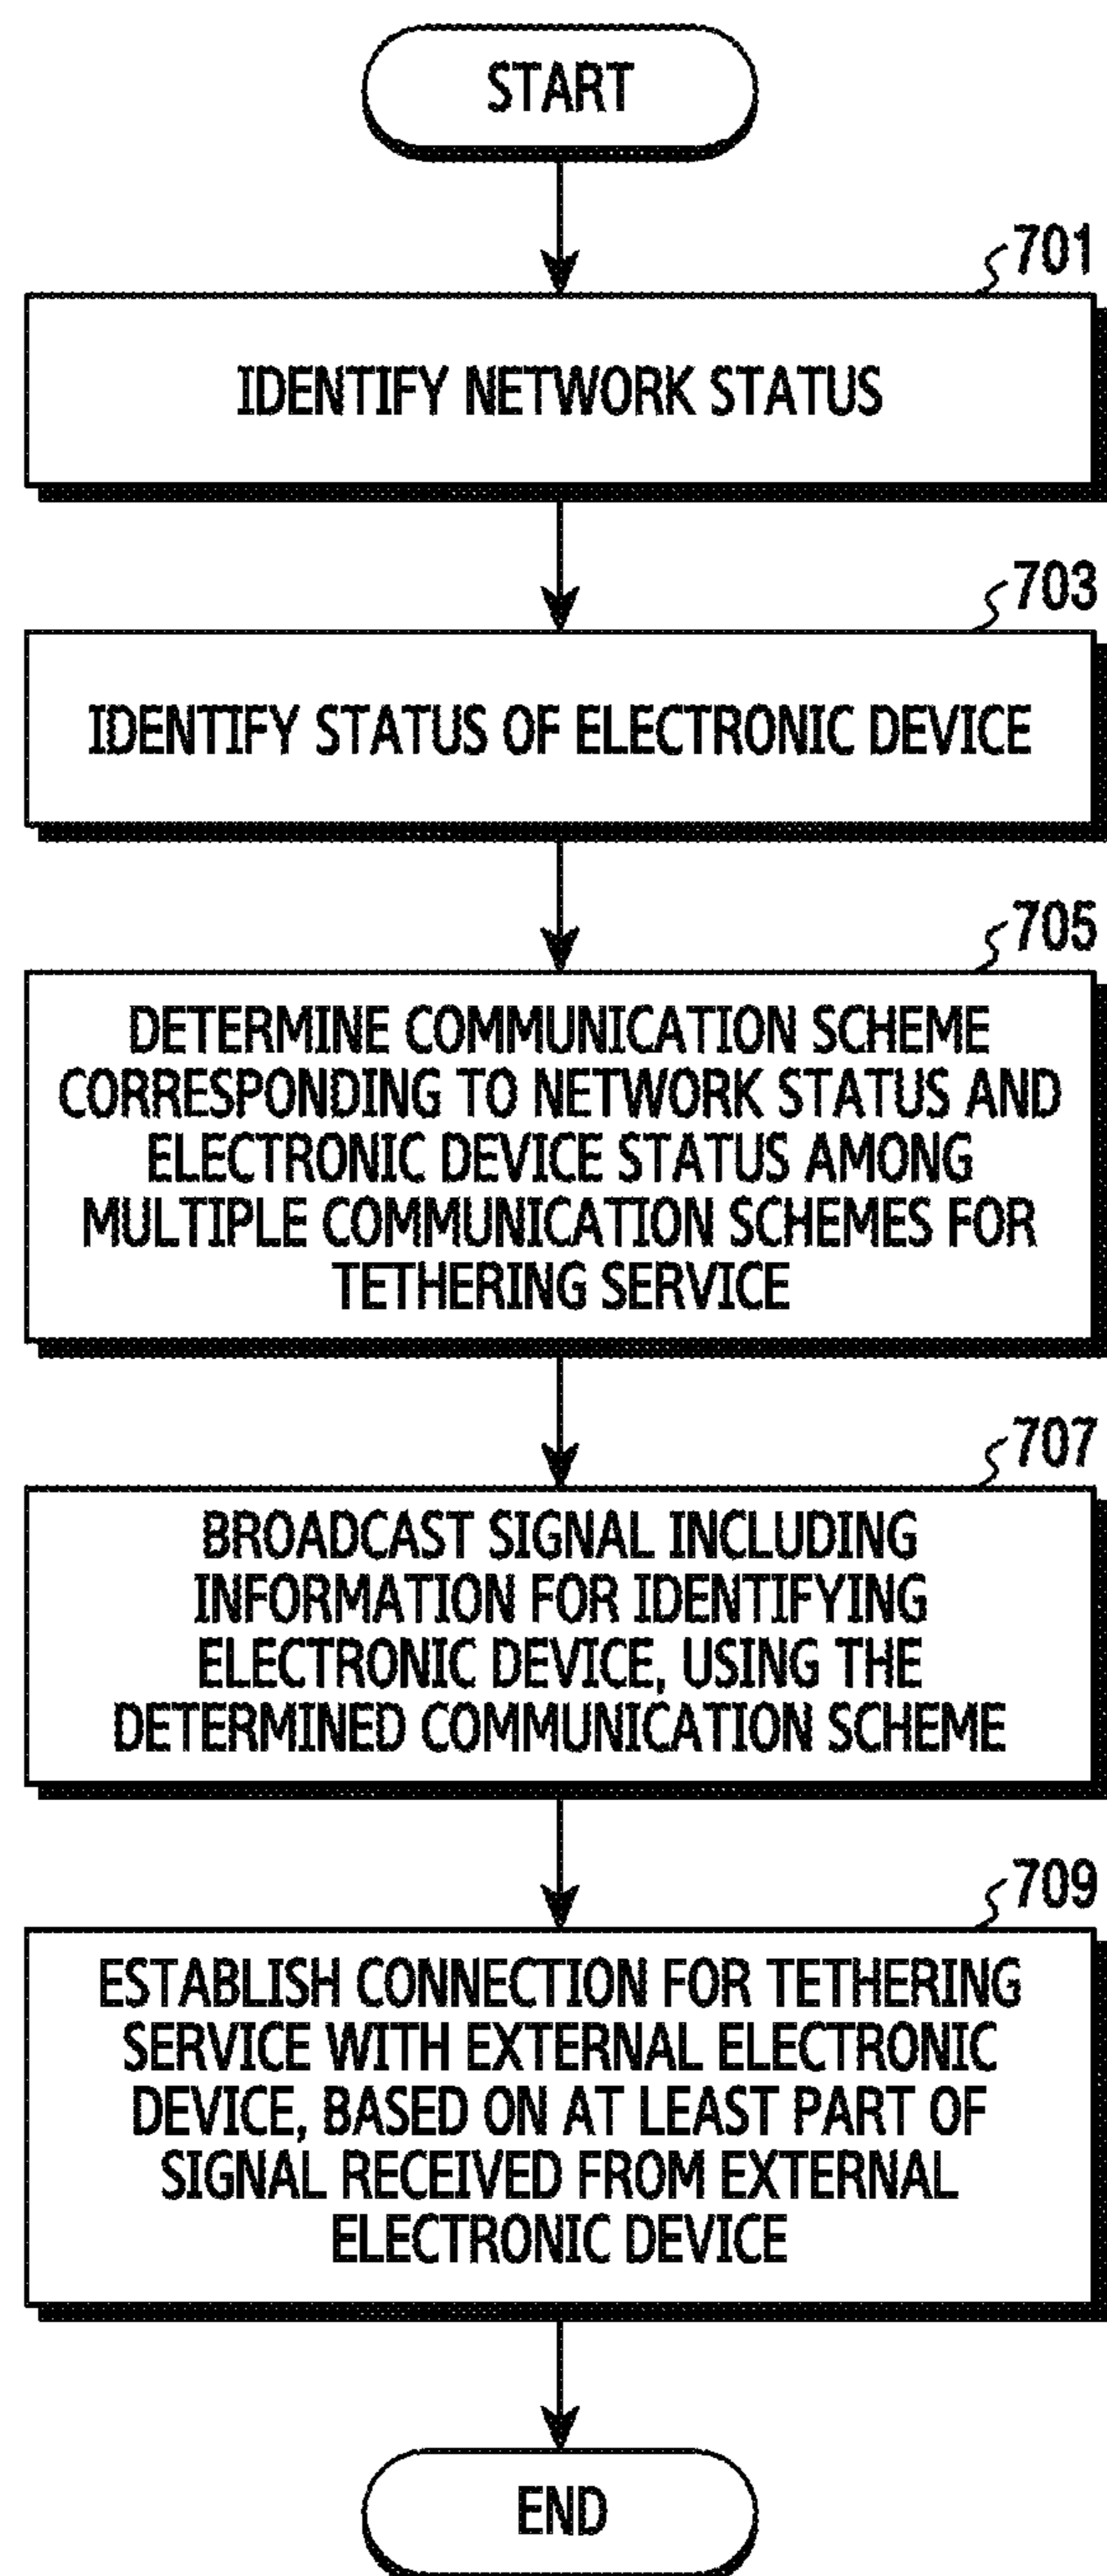 START
701
IDENTIFY NETWORK STATUS
703
IDENTIFY STATUS OF ELECTRONIC DEVICE
705
DETERMINE COMMUNICATION SCHEME
CORRESPONDING TO NETWORK STATUS AND
ELECTRONIC DEVICE STATUS AMONG
MULTIPLE COMMUNICATION SCHEMES FOR
TETHERING SERVICE
707
BROADCAST SIGNAL INCLUDING
INFORMATION FOR IDENTIFYING
ELECTRONIC DEVICE, USING THE
DETERMINED COMMUNICATION SCHEME
709
ESTABLISH CONNECTION FOR TETHERING
SERVICE WITH EXTERNAL ELECTRONIC
DEVICE, BASED ON AT LEAST PART OF
SIGNAL RECEIVED FROM EXTERNAL
ELECTRONIC DEVICE
END